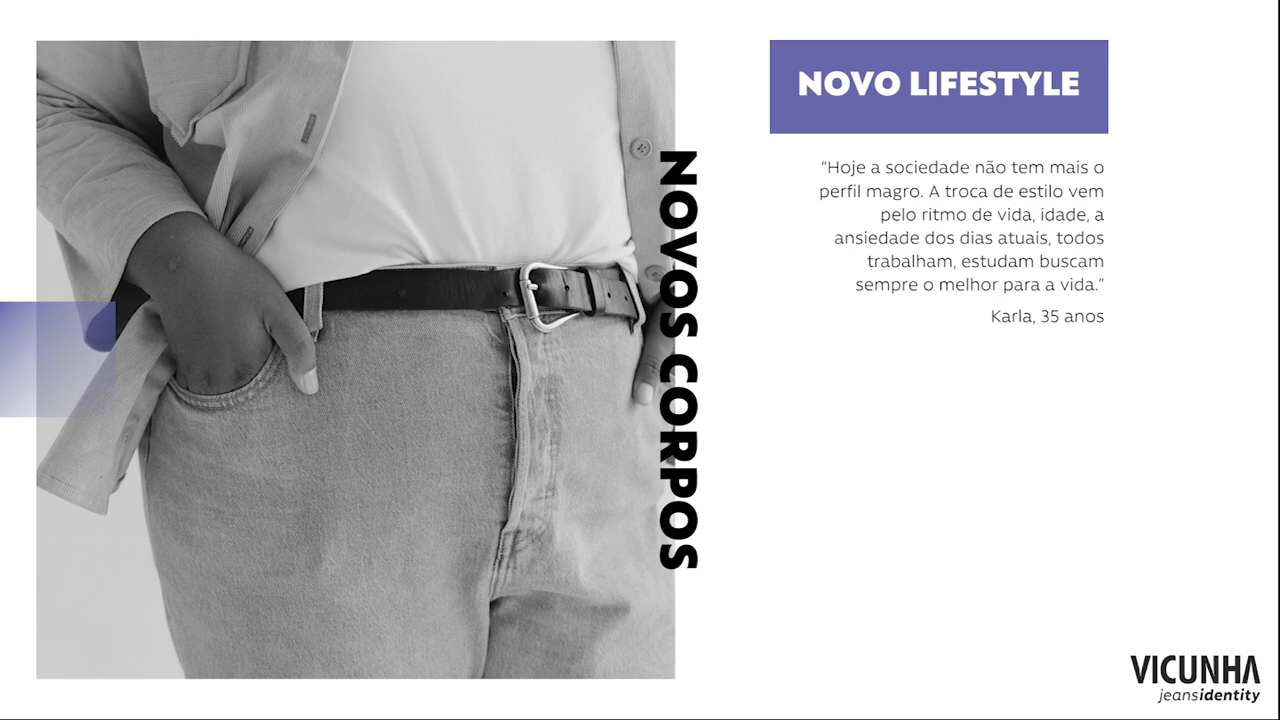 NOVOS CORPOS
NOVO LIFESTYLE
“Hoje a sociedade não tem mais o
perfil magro. A troca de estilo vem
pelo ritmo de vida, idade, a
ansiedade dos dias atuais, todos
trabalham, estudam buscam
sempre o melhor para a vida.”
Karla, 35 anos
VICUNHA
jeansidentity